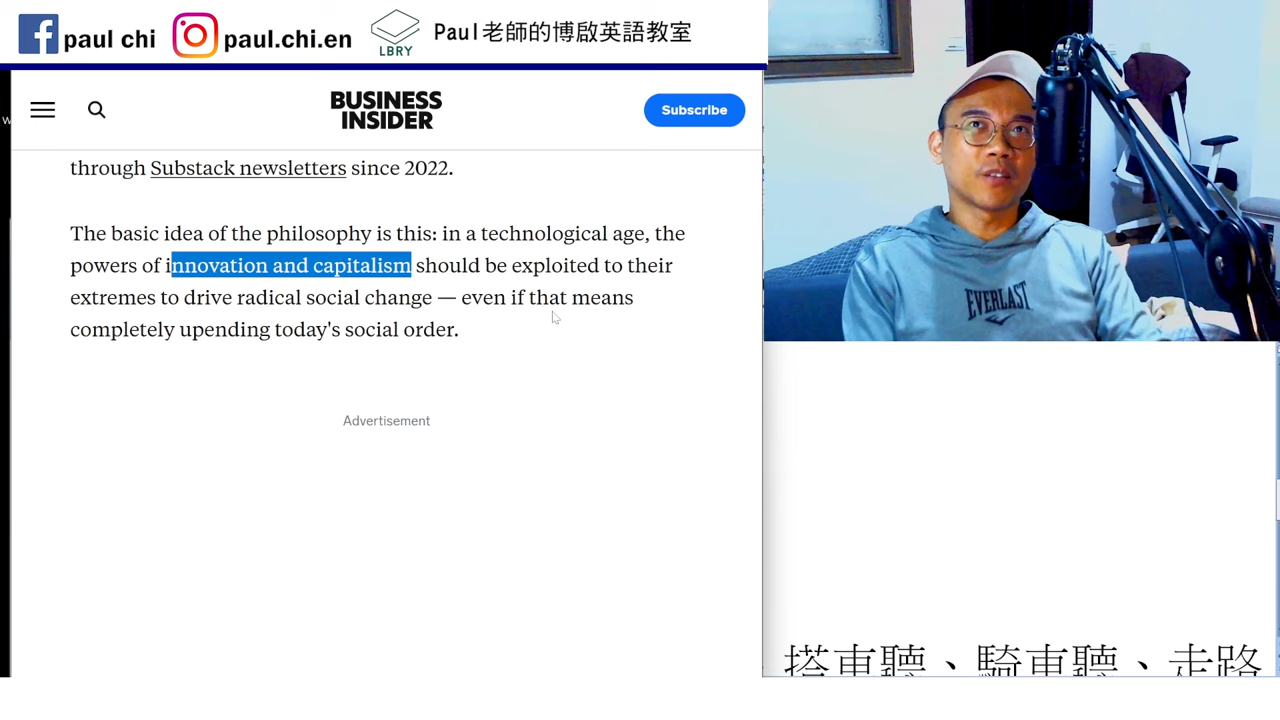 paul chi
paul.chi.en
LBRY
Paul老師的博啟英語教室
w
BUSINESS
INSIDER
Subscribe
through Substack newsletters since 2022.
The basic idea of the philosophy is this: in a technological age, the
powers of innovation and capitalism should be exploited to their
extremes to drive radical social change — even if that means
completely upending today's social order.
Advertisement
EVERLAST
搭車聽、騎車聽、走路